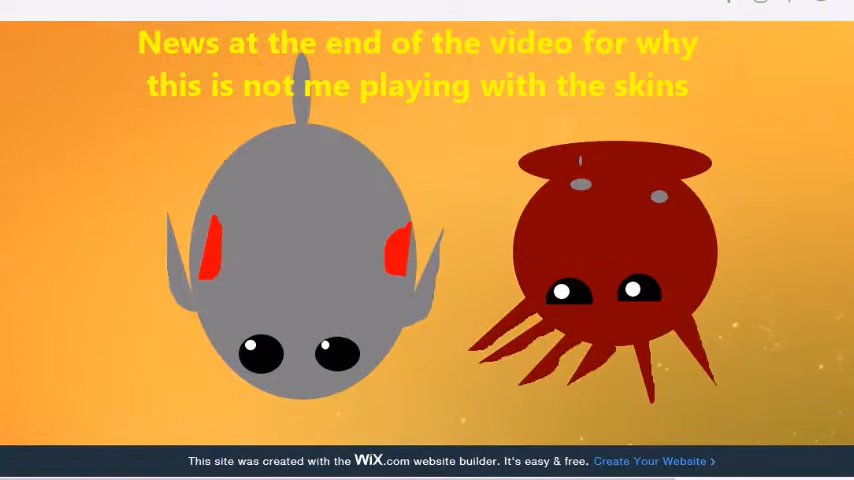 News at the end of the video for why
this is not me playing with the skins
This site was created with the WiX.com website builder. It's easy & free. Create Your Website >